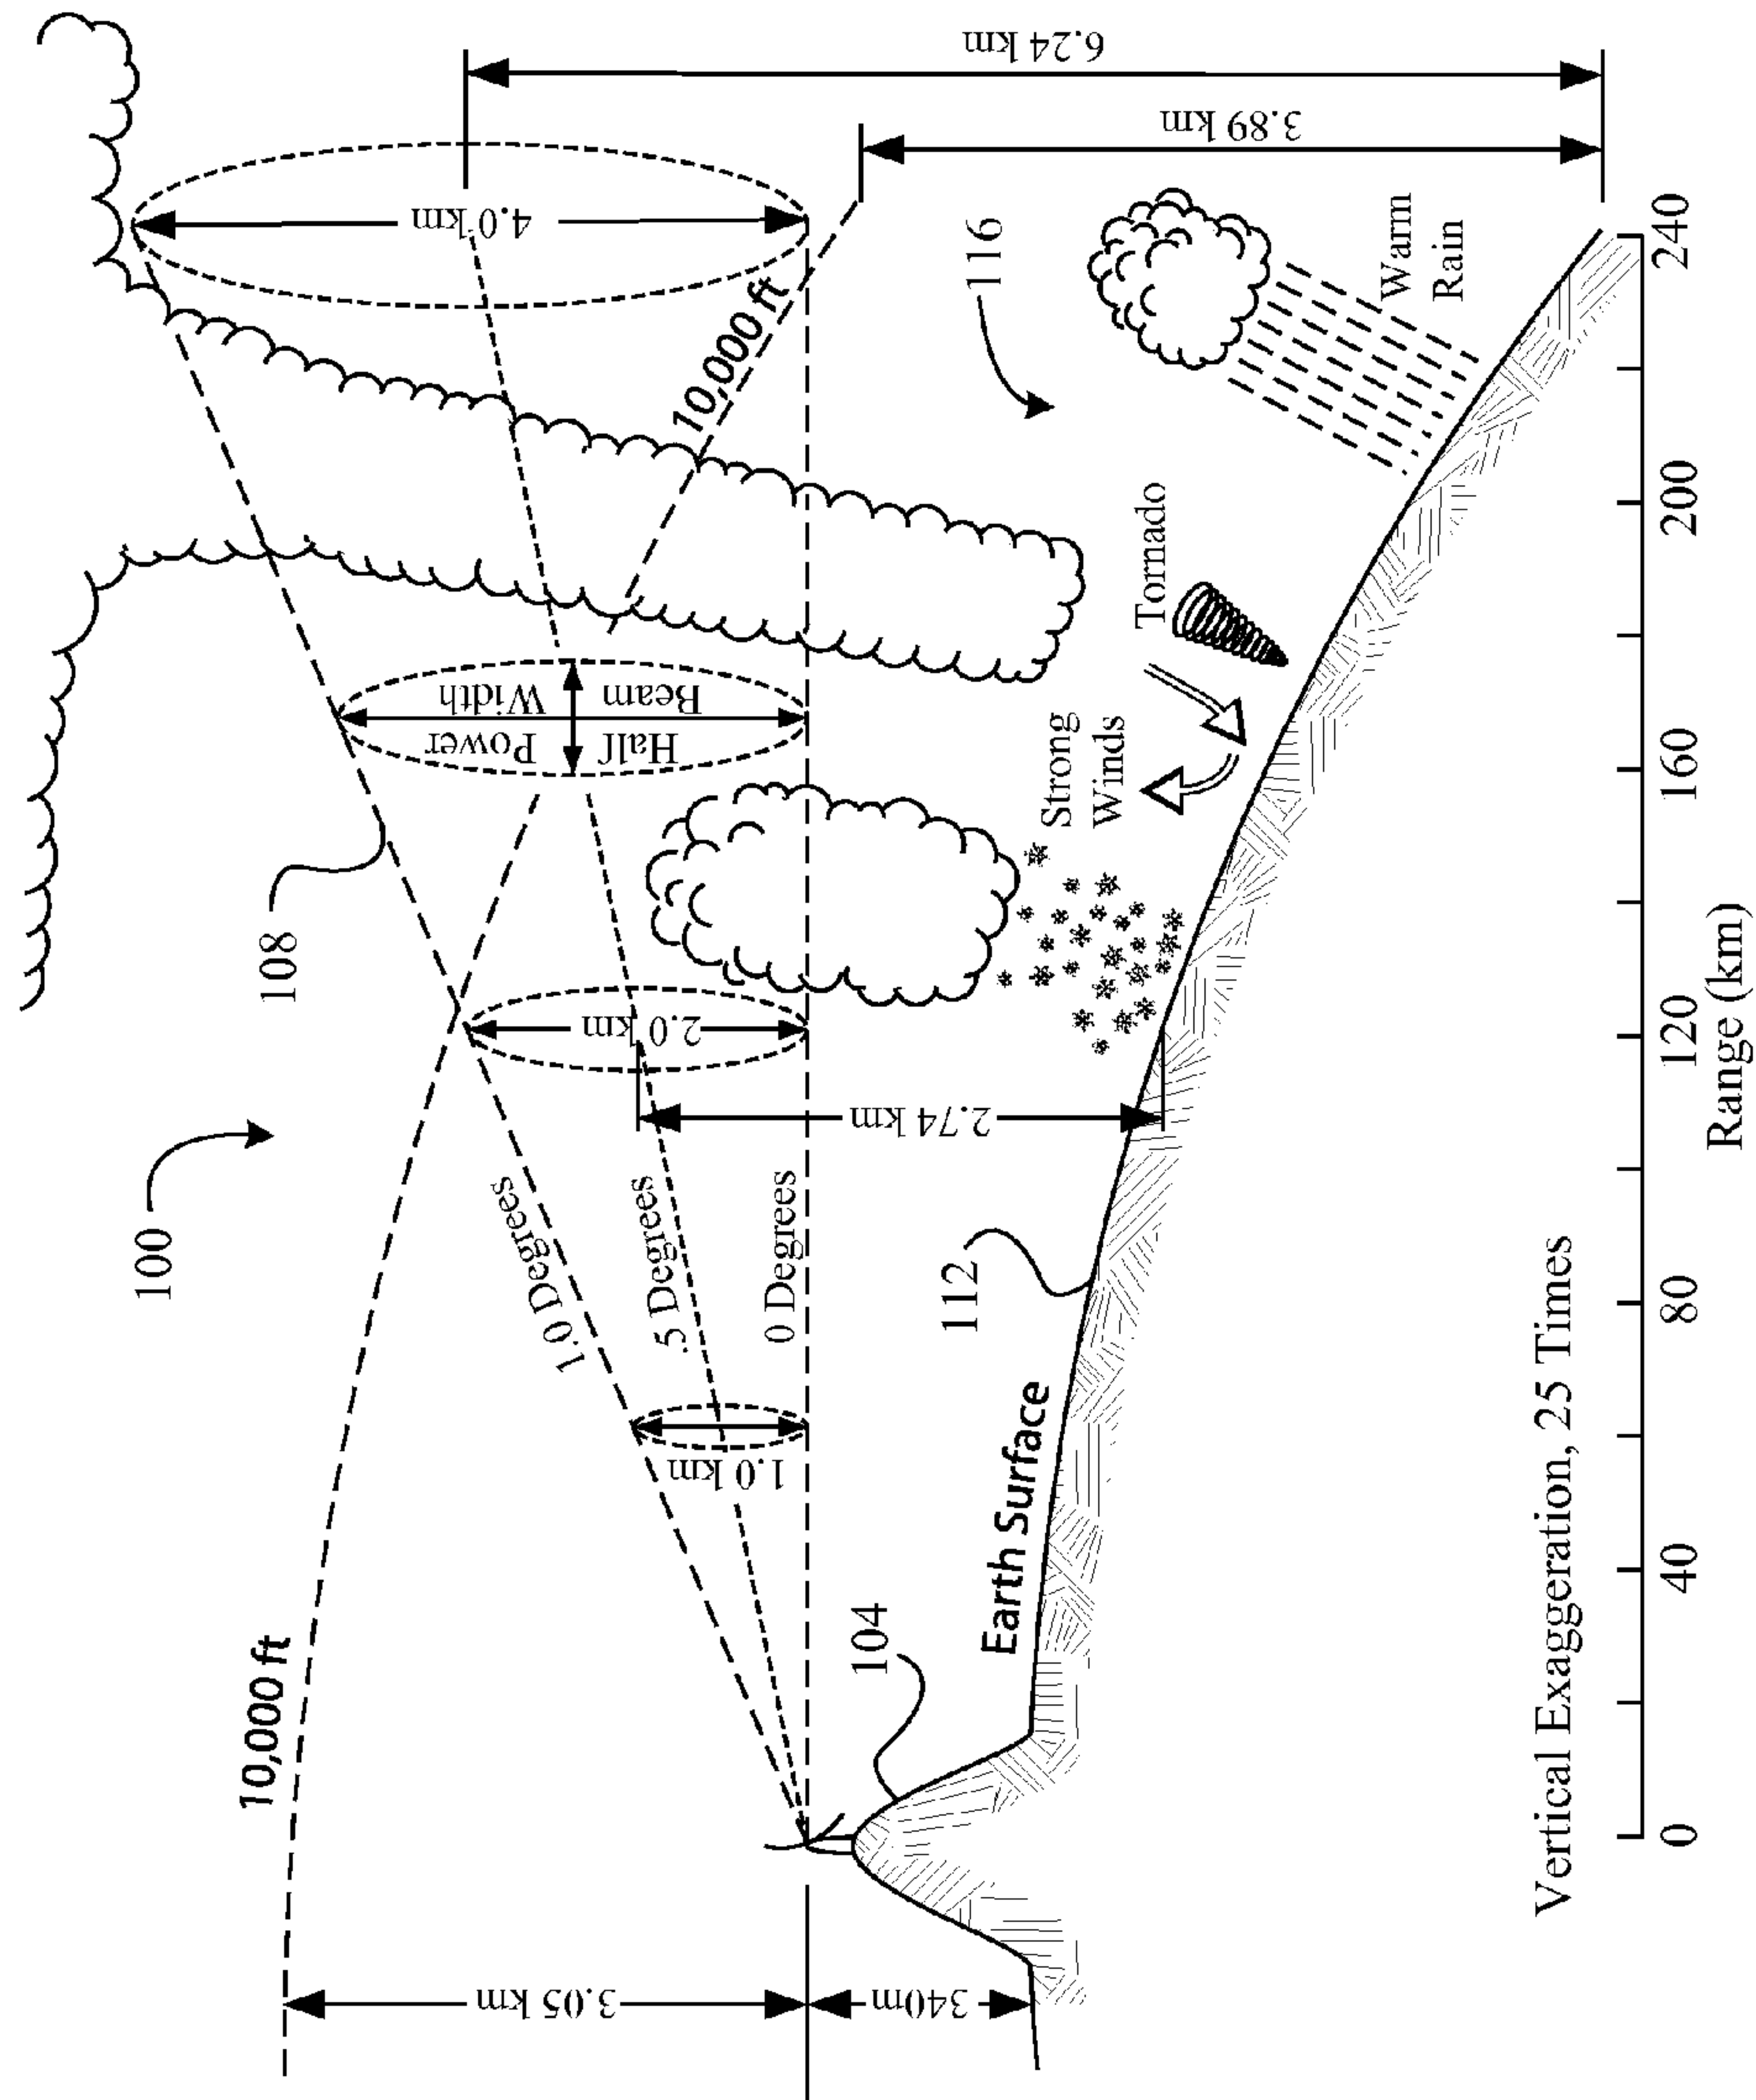 100
108
10,000 ft
10,000 ft
1.0 Degrees
.5 Degrees
0 Degrees
1.0 km
2.0 km
4.0 km
Half
Power
Beam
Width
3.05 km
340m
2.74 km
6.24 km
3.89 km
104
112
116
Earth Surface
Strong
Winds
Tornado
Warm
Rain
Vertical Exaggeration, 25 Times
0
40
80
120
160
200
240
Range (km)